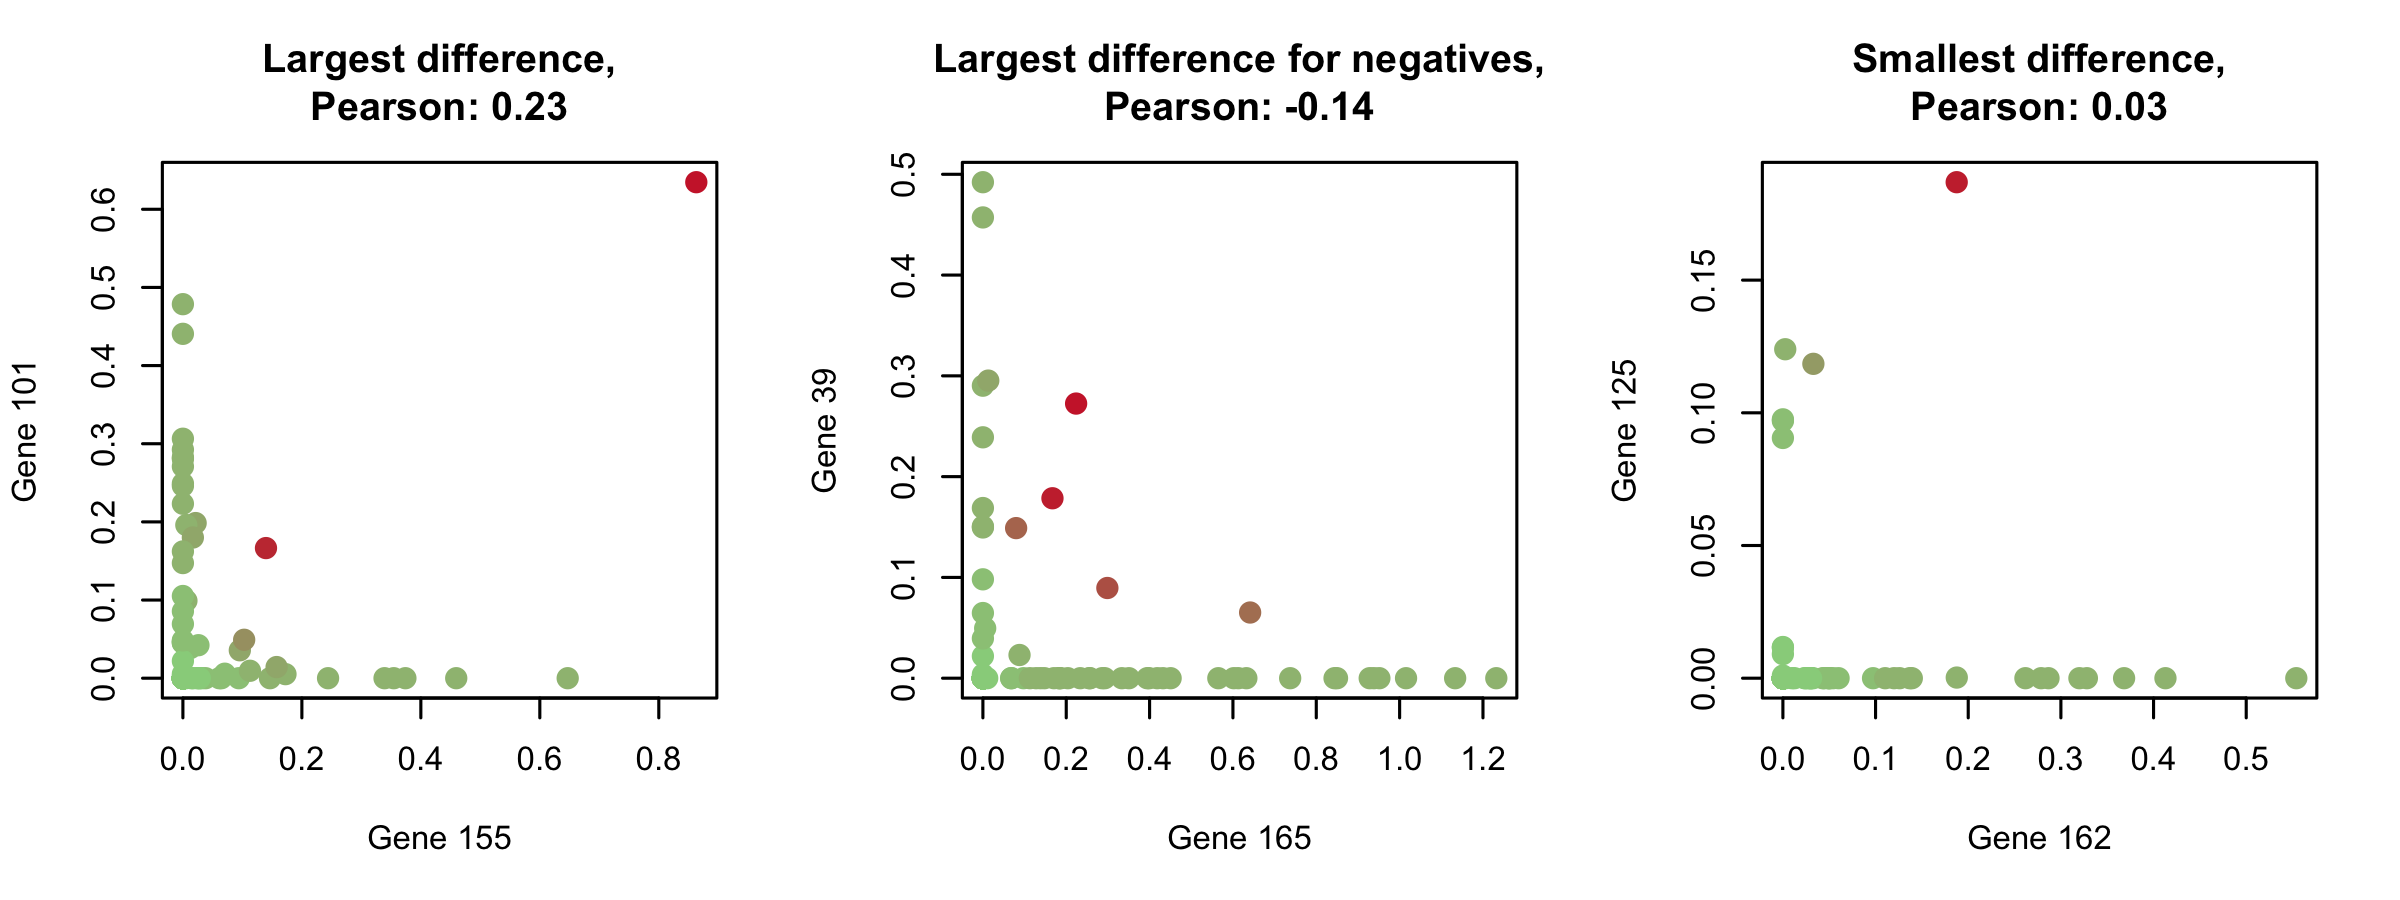 Largest difference,
Pearson: 0.23
Gene 101
0.0 0.1 0.2 0.3 0.4 0.5 0.6
0.0 0.2 0.4 0.6 0.8
Gene 155
Largest difference for negatives,
Pearson: -0.14
Gene 39
0.0 0.1 0.2 0.3 0.4 0.5
0.0 0.2 0.4 0.6 0.8 1.0 1.2
Gene 165
Smallest difference,
Pearson: 0.03
Gene 125
0.00 0.05 0.10 0.15
0.0 0.1 0.2 0.3 0.4 0.5
Gene 162